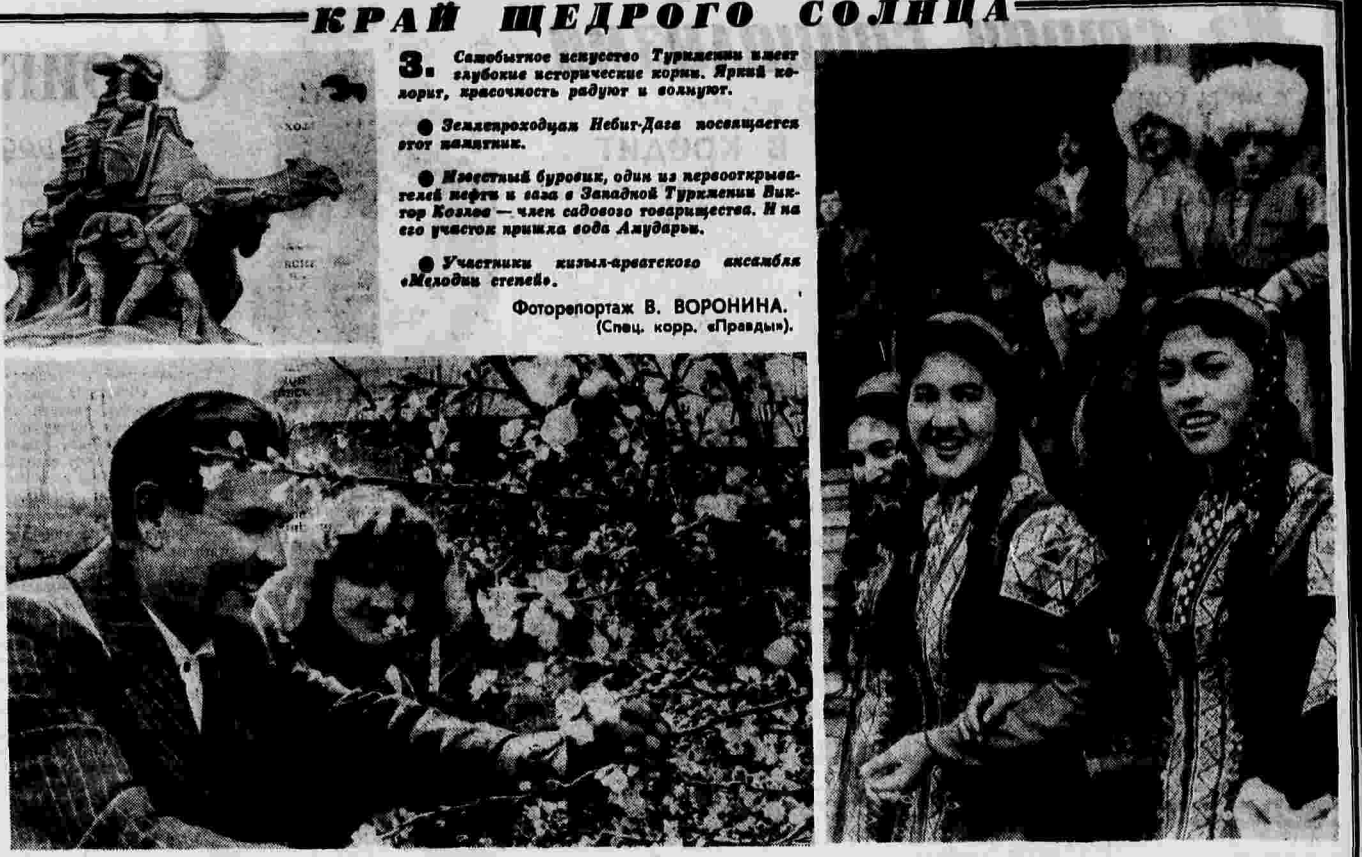 КРАЙ ЩЕДРОГО СОЛНЦА
3. Самобытное искусство Туркмении имеет
глубокие исторические корни. Яркий ко-
лорит, красочность радуют и волнуют.
● Землепроходцам Небит-Дага посвящается
этот памятник.
● Известный буровик, один из первооткрыва-
телей нефти и газа в Западной Туркмении Вик-
тор Козлов — член садового товарищества. И на
его участок пришла вода Амударьи.
● Участники кизыл-арватского ансамбля
«Мелодии степей».
Фоторепортаж В. ВОРОНИНА.
(Спец. корр. «Правды»).